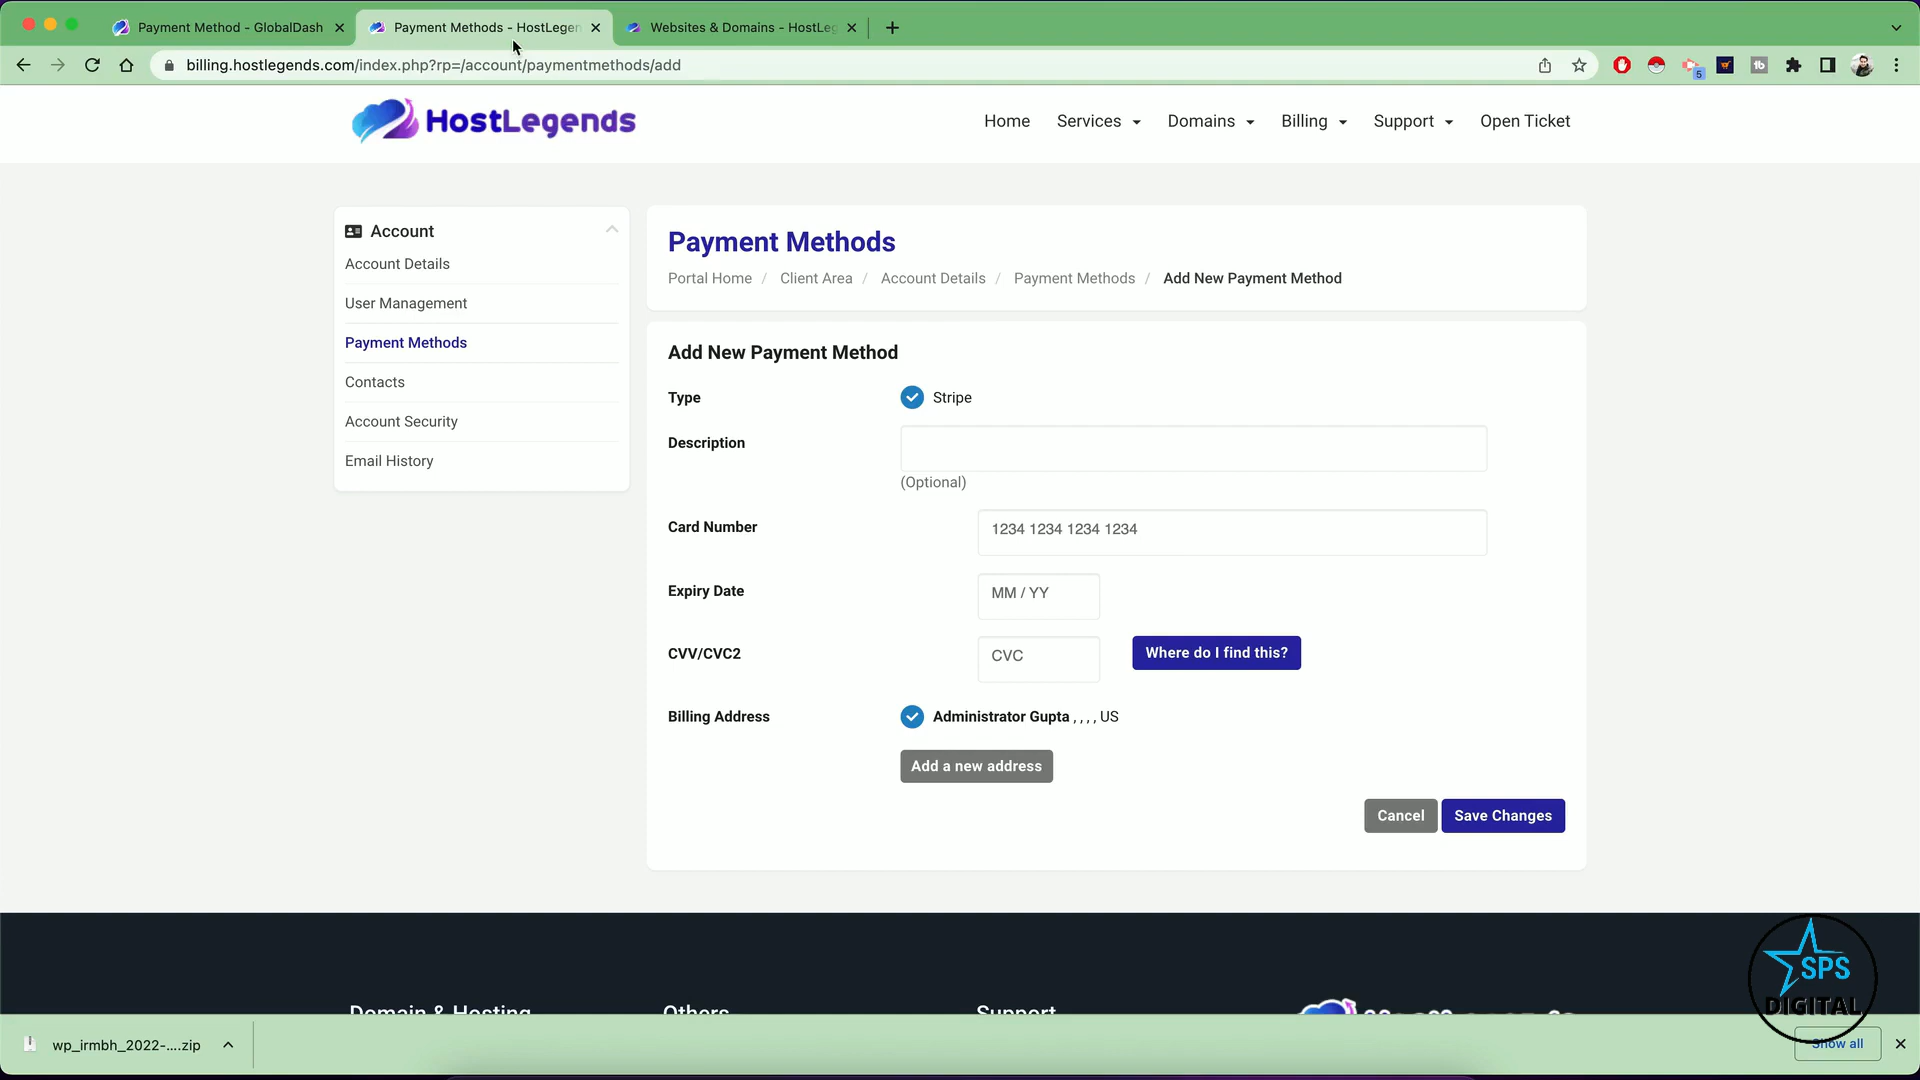 Payment Method - GlobalDash
Payment Methods - HostLegen
Websites & Domains - HostLeg
billing.hostlegends.com/index.php?rp=/account/paymentmethods/add
5
tb
HostLegends
Home
Services
Domains
Billing
Support
Open Ticket
Account
Account Details
User Management
Payment Methods
Contacts
Account Security
Email History
Payment Methods
Portal Home / Client Area / Account Details / Payment Methods / Add New Payment Method
Add New Payment Method
Type
Stripe
Description
(Optional)
Card Number
1234 1234 1234 1234
Expiry Date
MM / YY
CVV/CVC2
CVC
Where do I find this?
Billing Address
Administrator Gupta , , , , US
Add a new address
Cancel
Save Changes
Domain & Hosting
Others
Support
SPS
DIGITAL
wp_irmbh_2022-....zip
Show all